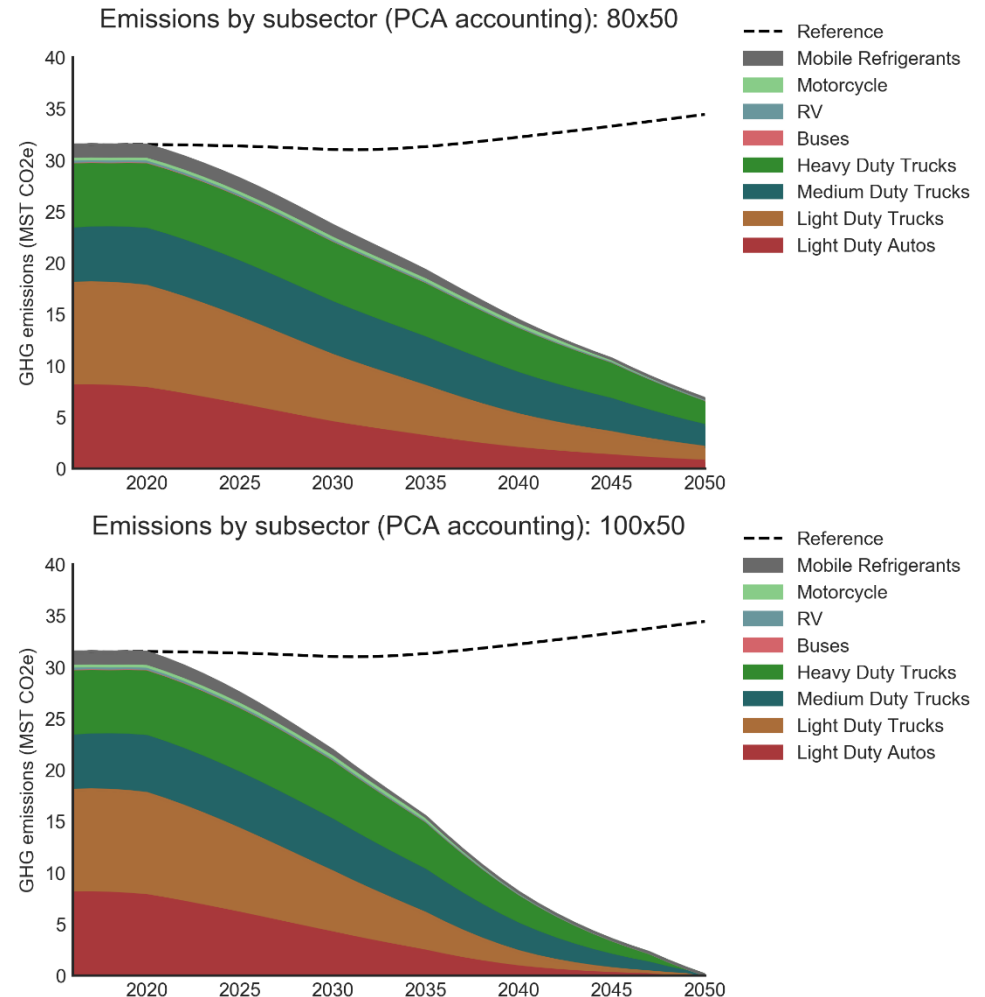 Emissions by subsector (PCA accounting): 80x50
GHG emissions (MST CO2e)
40
35
30
25
20
15
10
5
0
2020 2025 2030 2035 2040 2045 2050
Reference
Mobile Refrigerants
Motorcycle
RV
Buses
Heavy Duty Trucks
Medium Duty Trucks
Light Duty Trucks
Light Duty Autos
Emissions by subsector (PCA accounting): 100x50
GHG emissions (MST CO2e)
40
35
30
25
20
15
10
5
0
2020 2025 2030 2035 2040 2045 2050
Reference
Mobile Refrigerants
Motorcycle
RV
Buses
Heavy Duty Trucks
Medium Duty Trucks
Light Duty Trucks
Light Duty Autos